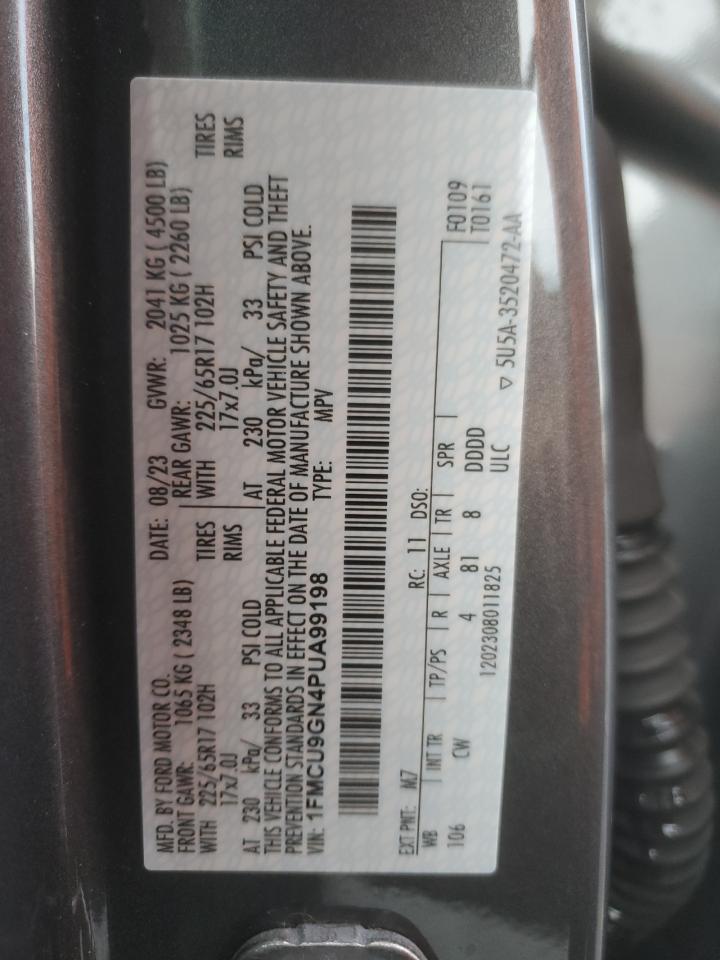 MFD. BY FORD MOTOR CO. DATE: 08/23 GVWR: 2041 KG ( 4500 LB)
FRONT GAWR: 1065 KG ( 2348 LB) REAR GAWR: 1025 KG ( 2260 LB)
WITH 225/65R17 102H TIRES WITH 225/65R17 102H TIRES
17x7.0J RIMS 17x7.0J RIMS
AT 230 kPa/ 33 PSI COLD AT 230 kPa/ 33 PSI COLD
THIS VEHICLE CONFORMS TO ALL APPLICABLE FEDERAL MOTOR VEHICLE SAFETY AND THEFT
PREVENTION STANDARDS IN EFFECT ON THE DATE OF MANUFACTURE SHOWN ABOVE.
VIN: 1FMCU9GN4PUA99198 TYPE: MPV
EXT PNT: M7 RC: 11 DSO: F0109
WB INT TR TP/PS R AXLE TR SPR T0161
106 CW 4 81 8 DDDD
1202308011825 ULC ▽ 5U5A-3520472-AA